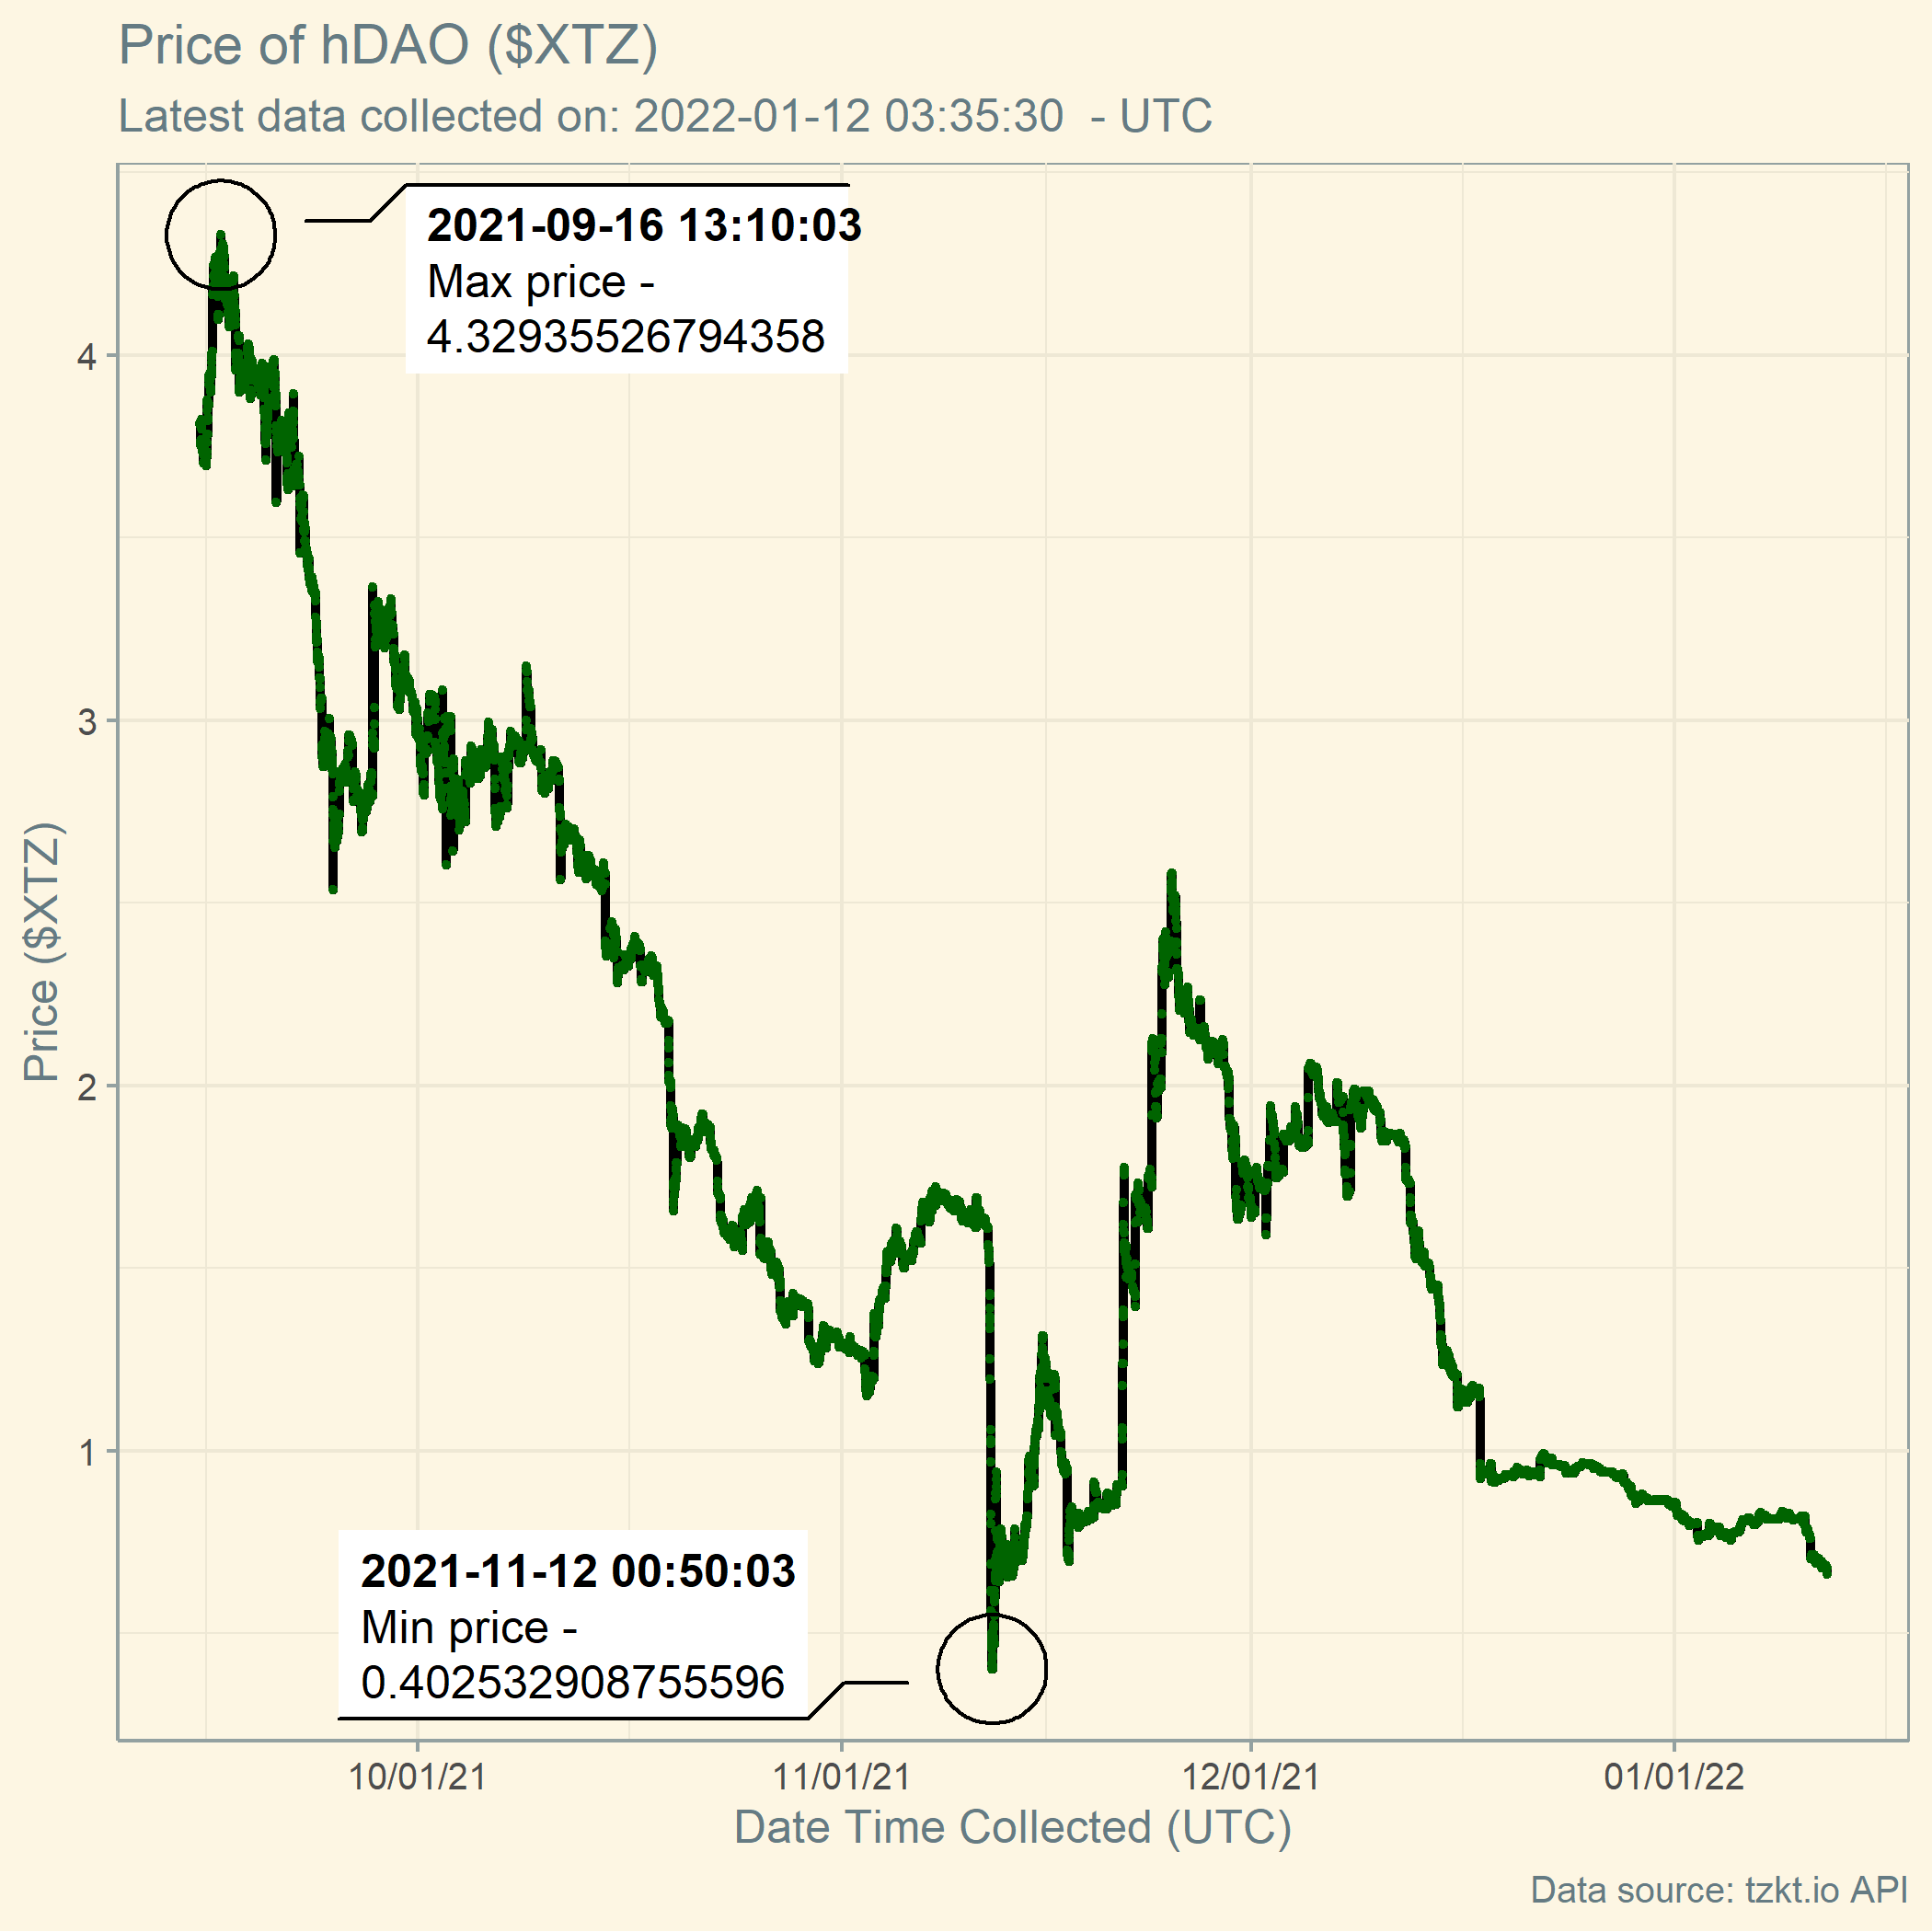 Price of hDAO ($XTZ)
Latest data collected on: 2022-01-12 03:35:30  - UTC
2021-09-16 13:10:03
Max price -
4.32935526794358
4
3
2
1
Price ($XTZ)
2021-11-12 00:50:03
Min price -
0.402532908755596
10/01/21
11/01/21
12/01/21
01/01/22
Date Time Collected (UTC)
Data source: tzkt.io API